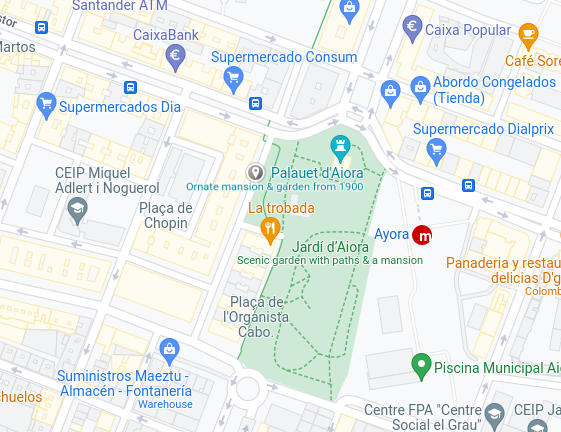 Santander ATM
stor
Martos
CaixaBank
Caixa Popular
Café Sore
Supermercado Consum
Abordo Congelados
(Tienda)
Supermercados Dia
Supermercado Dialprix
CEIP Miquel
Adlert i Noguerol
Palauet d'Aiora
Ornate mansion & garden from 1900
Plaça de
Chopin
La trobada
Ayora
m
Jardí d'Aiora
Scenic garden with paths & a mansion
Panaderia y restau
delicias D'g
Colomb
Plaça de
l'Organista
Cabo.
Suministros Maeztu -
Almacén - Fontanería
Warehouse
Piscina Municipal Aio
chuelos
Centre FPA "Centre
Social el Grau"
CEIP Ja